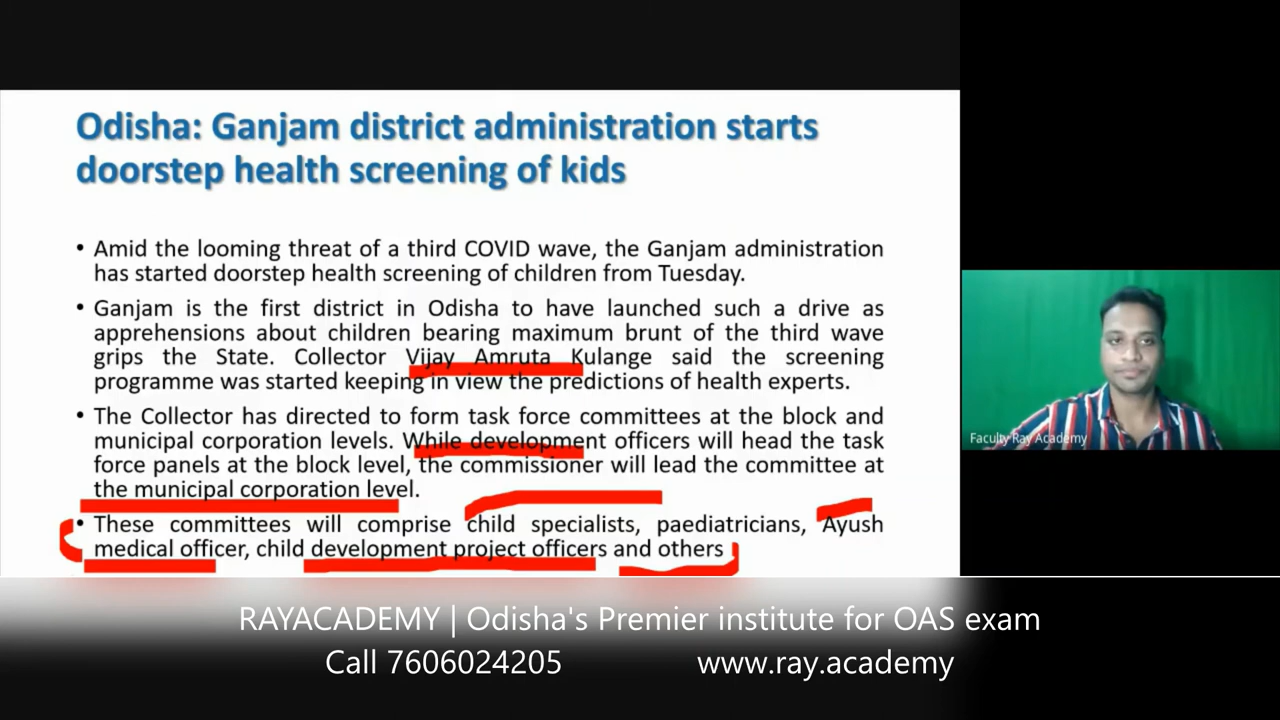 Odisha: Ganjam district administration starts
doorstep health screening of kids
• Amid the looming threat of a third COVID wave, the Ganjam administration
has started doorstep health screening of children from Tuesday.
• Ganjam is the first district in Odisha to have launched such a drive as
apprehensions about children bearing maximum brunt of the third wave
grips the State. Collector Vijay Amruta Kulange said the screening
programme was started keeping in view the predictions of health experts.
• The Collector has directed to form task force committees at the block and
municipal corporation levels. While development officers will head the task
force panels at the block level, the commissioner will lead the committee at
the municipal corporation level.
• These committees will comprise child specialists, paediatricians, Ayush
medical officer, child development project officers and others
Faculty Ray Academy
RAYACADEMY | Odisha's Premier institute for OAS exam
Call 7606024205 www.ray.academy